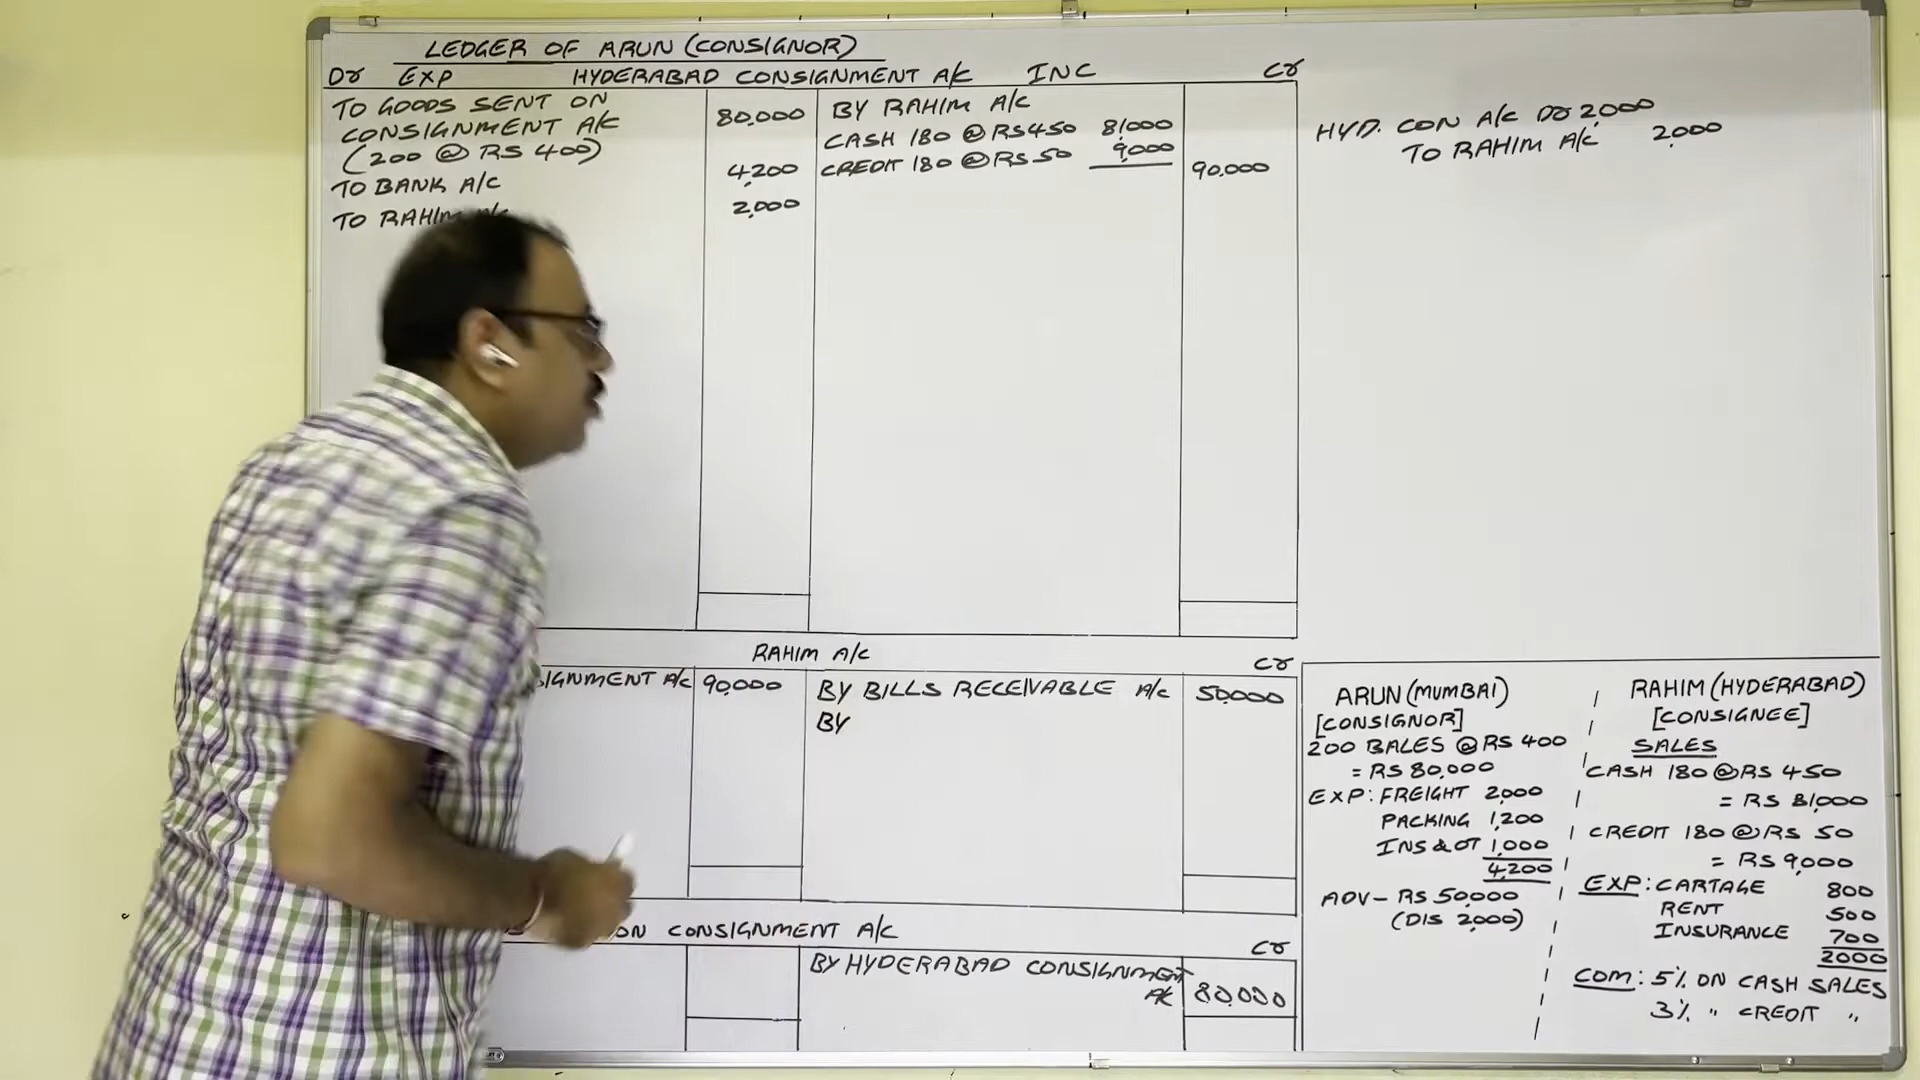 LEDGER OF ARUN (CONSIGNOR)
Dr EXP HYDERABAD CONSIGNMENT A/c INC Cr
TO GOODS SENT ON
CONSIGNMENT A/c 80,000
(200 @ RS 400)
TO BANK A/c 4,200
TO RAHIM A/c 2,000
BY RAHIM A/c
CASH 180 @ RS 450 81,000
CREDIT 180 @ RS 50 9,000 90,000
HYD. CON A/c Dr 2,000
TO RAHIM A/c 2,000
RAHIM A/c Cr
SIGNMENT A/c 90,000 BY BILLS RECEIVABLE A/c 50,000
BY
ON CONSIGNMENT A/c Cr
BY HYDERABAD CONSIGNMENT
A/c 80,000
ARUN (MUMBAI)
[CONSIGNOR]
200 BALES @ RS 400
= RS 80,000
EXP: FREIGHT 2,000
PACKING 1,200
INS & OT 1,000
4,200
ADV - RS 50,000
(DIS 2,000)
RAHIM (HYDERABAD)
[CONSIGNEE]
SALES
CASH 180 @ RS 450
= RS 81,000
CREDIT 180 @ RS 50
= RS 9,000
EXP: CARTAGE 800
RENT 500
INSURANCE 700
2000
COM: 5% ON CASH SALES
3% " CREDIT "